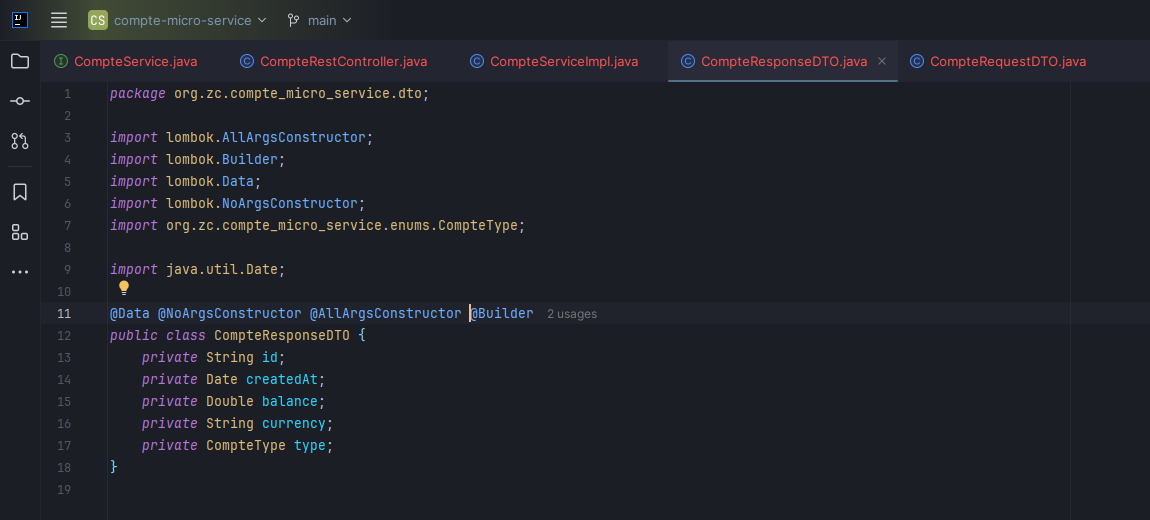 IJ CS compte-micro-service main
CompteService.java CompteRestController.java CompteServiceImpl.java CompteResponseDTO.java CompteRequestDTO.java
1 package org.zc.compte_micro_service.dto;
2
3 import lombok.AllArgsConstructor;
4 import lombok.Builder;
5 import lombok.Data;
6 import lombok.NoArgsConstructor;
7 import org.zc.compte_micro_service.enums.CompteType;
8
9 import java.util.Date;
10
11 @Data @NoArgsConstructor @AllArgsConstructor @Builder 2 usages
12 public class CompteResponseDTO {
13 private String id;
14 private Date createdAt;
15 private Double balance;
16 private String currency;
17 private CompteType type;
18 }
19